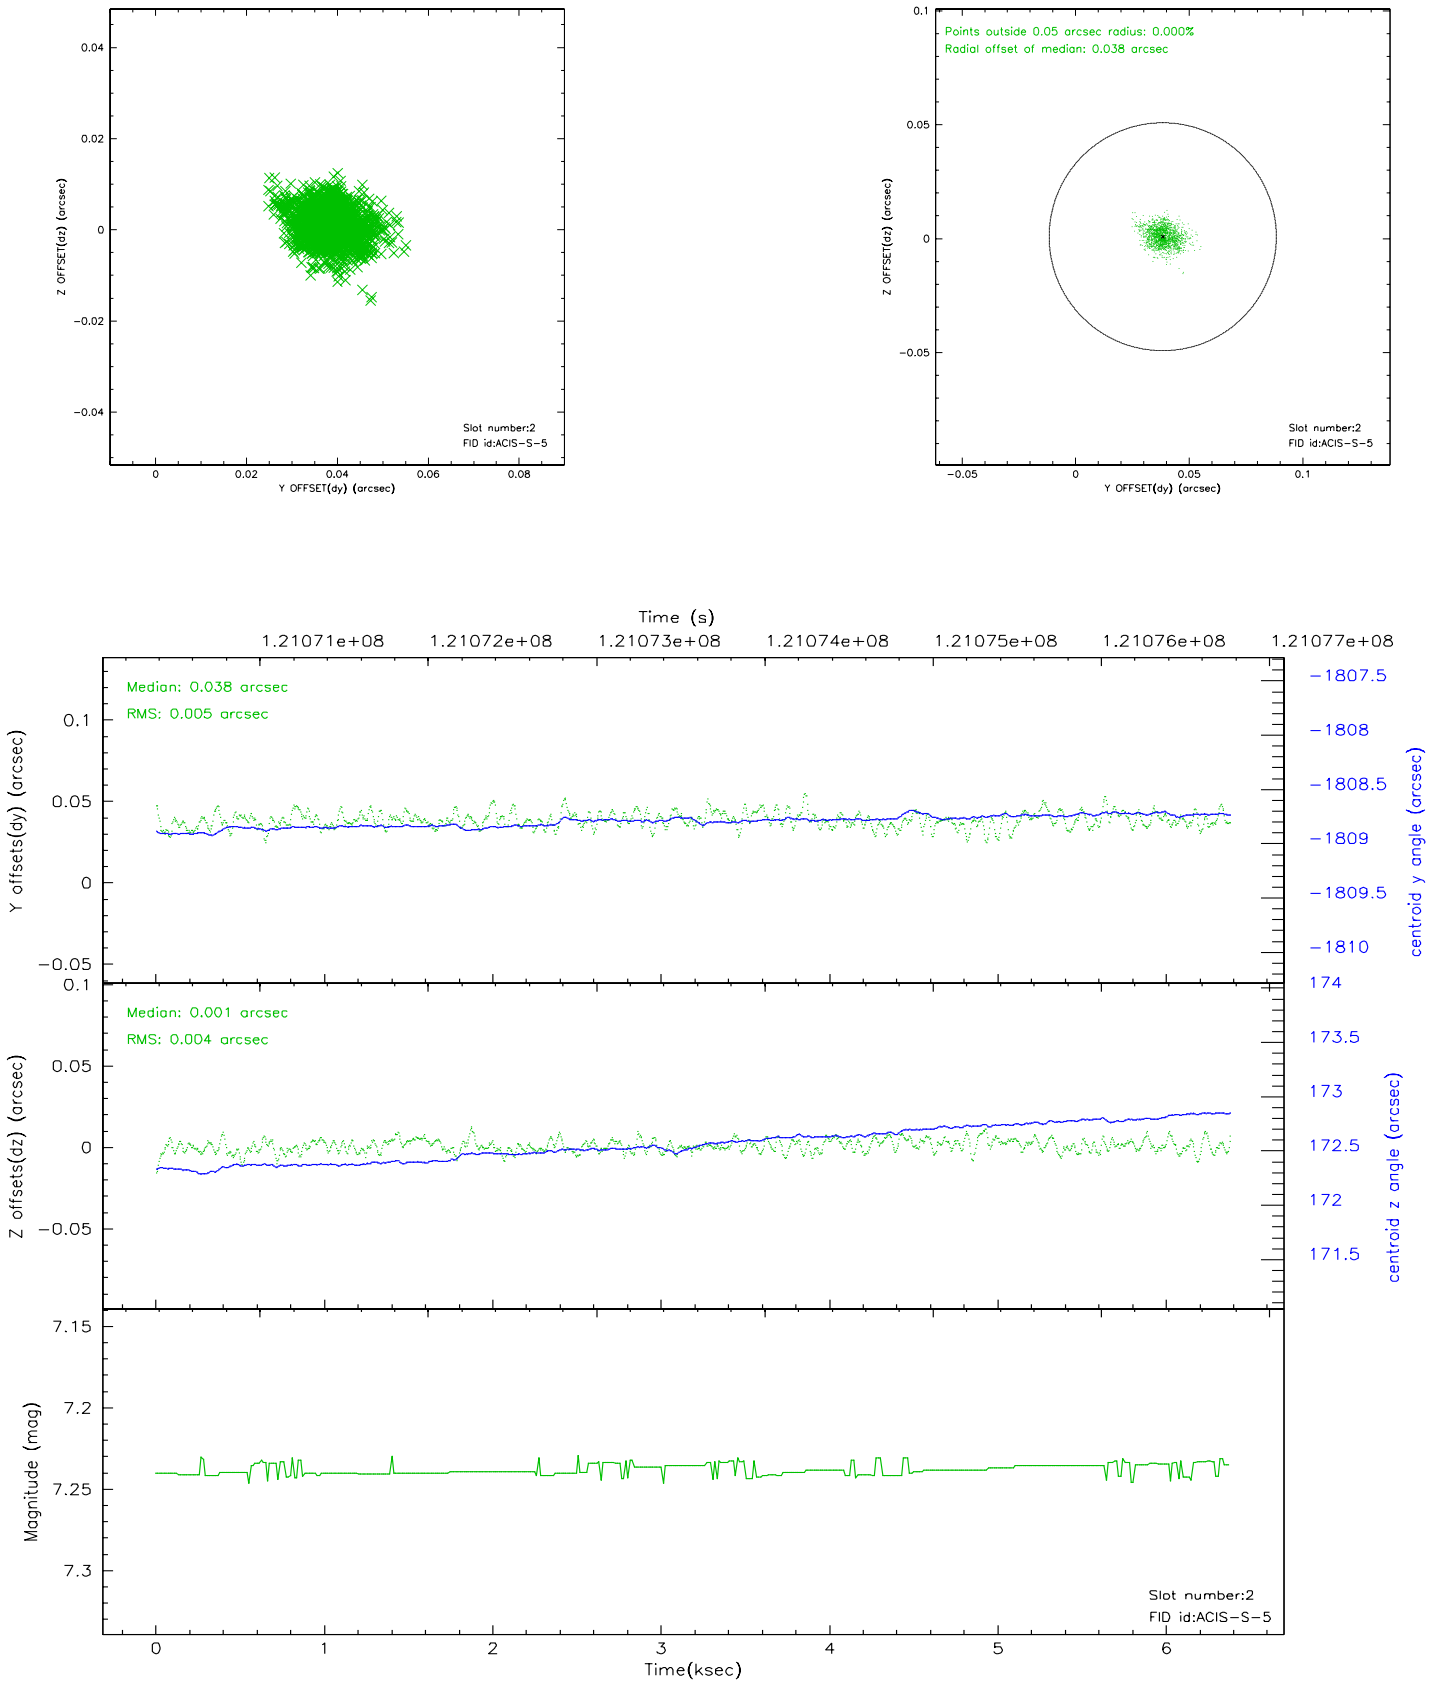 0.04
0.02
0
-0.02
-0.04
Z OFFSET(dz) (arcsec)
Slot number:2
FID id:ACIS-S-5
0 0.02 0.04 0.06 0.08
Y OFFSET(dy) (arcsec)
Points outside 0.05 arcsec radius: 0.000%
Radial offset of median: 0.038 arcsec
0.1
0.05
0
-0.05
Z OFFSET(dz) (arcsec)
Slot number:2
FID id:ACIS-S-5
-0.05 0 0.05 0.1
Y OFFSET(dy) (arcsec)
Time (s)
1.21071e+08 1.21072e+08 1.21073e+08 1.21074e+08 1.21075e+08 1.21076e+08 1.21077e+08
Median: 0.038 arcsec
RMS: 0.005 arcsec
0.1
0.05
0
-0.05
Y offsets(dy) (arcsec)
-1807.5
-1808
-1808.5
-1809
-1809.5
-1810
centroid y angle (arcsec)
Median: 0.001 arcsec
RMS: 0.004 arcsec
0.1
0.05
0
-0.05
Z offsets(dz) (arcsec)
174
173.5
173
172.5
172
171.5
centroid z angle (arcsec)
7.15
7.2
7.25
7.3
Magnitude (mag)
Slot number:2
FID id:ACIS-S-5
0 1 2 3 4 5 6
Time(ksec)